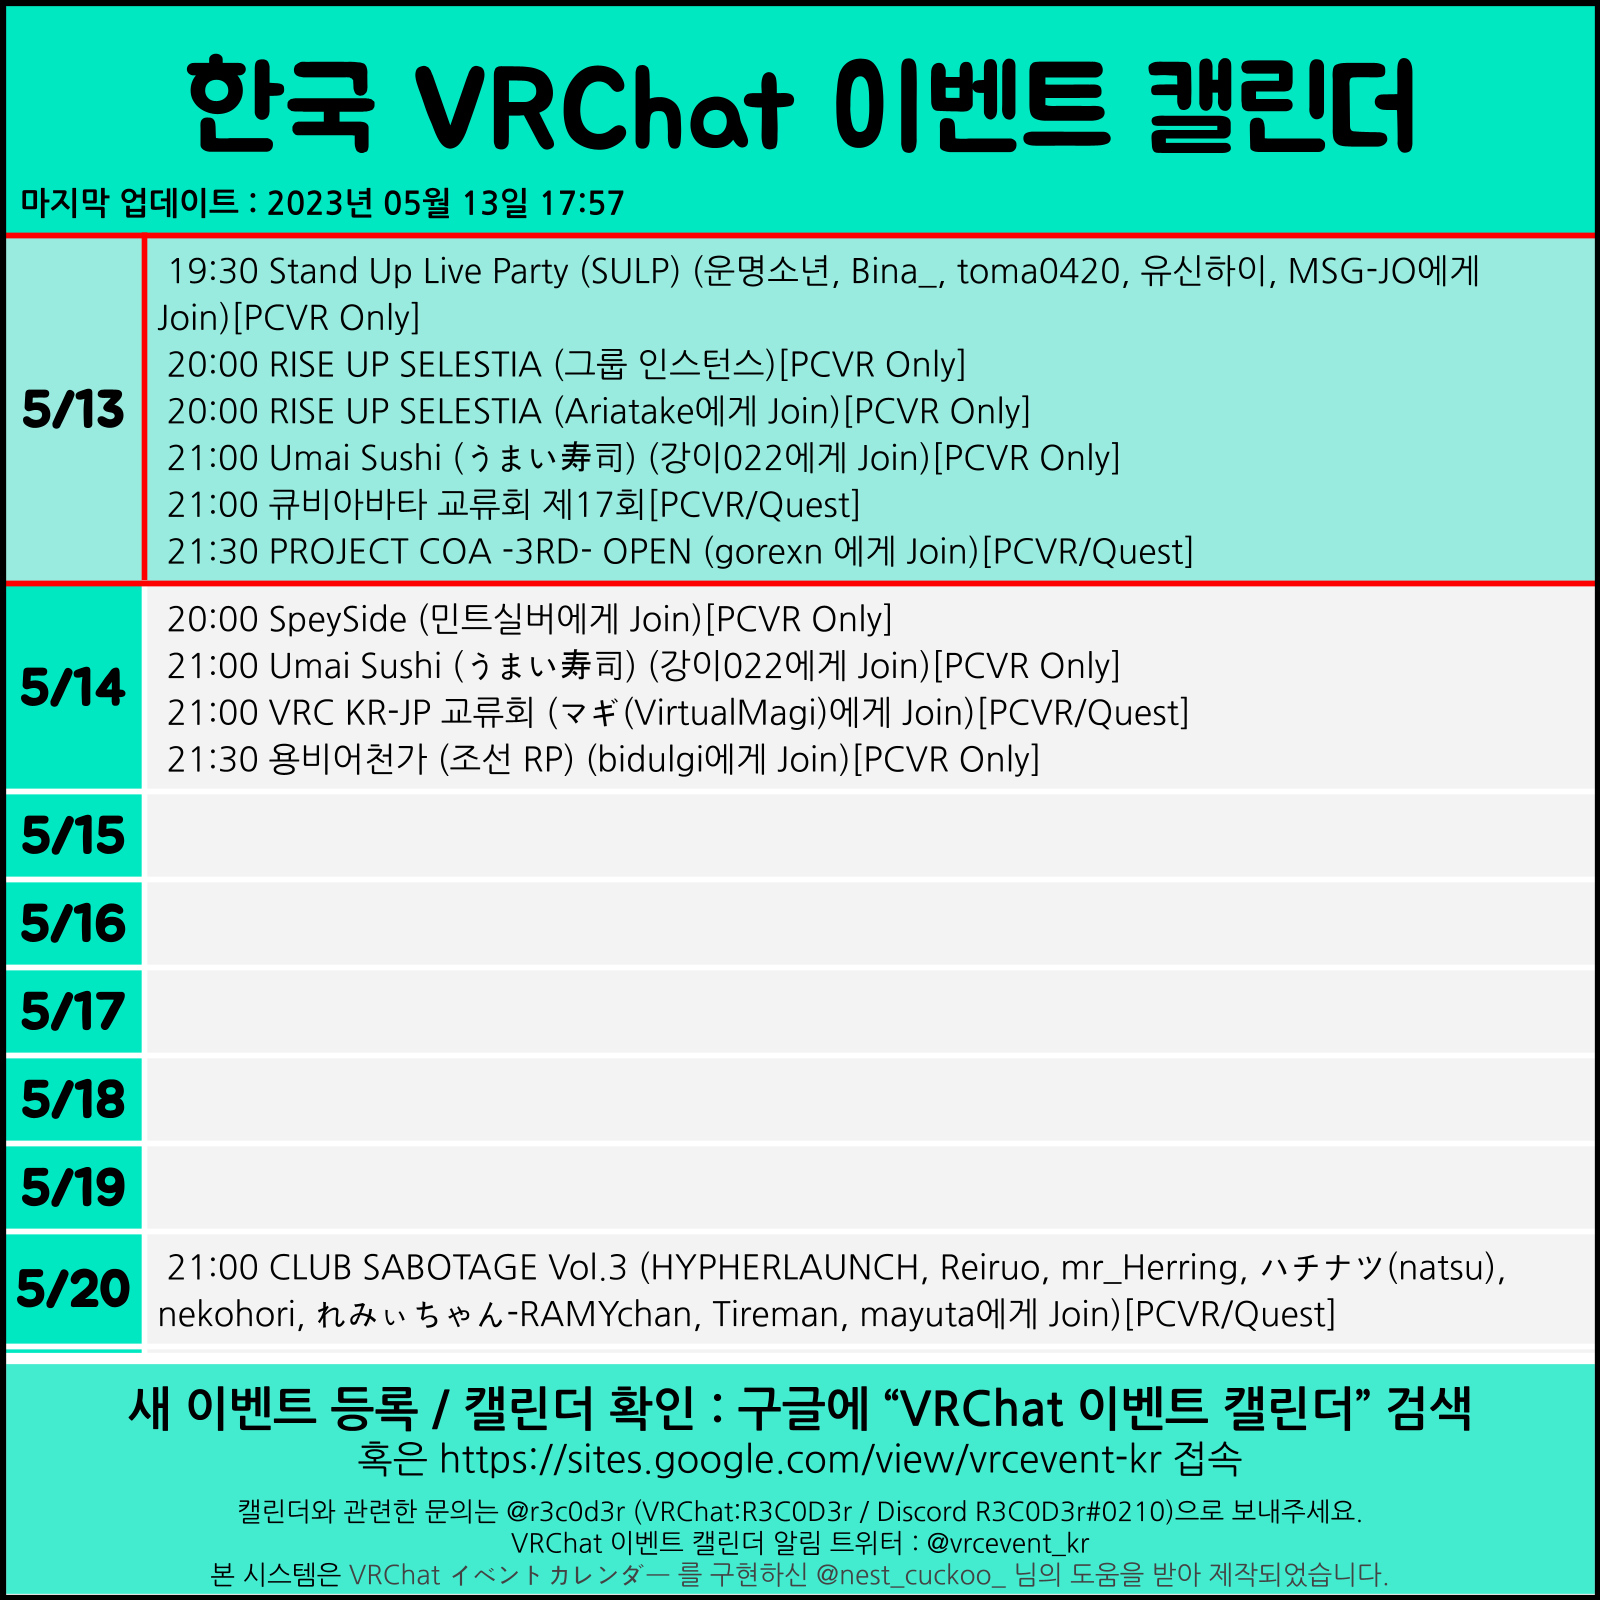 한국 VRChat 이벤트 캘린더
마지막 업데이트 : 2023년 05월 13일 17:57
5/13
19:30 Stand Up Live Party (SULP) (운명소년, Bina_, toma0420, 유신하이, MSG-JO에게
Join)[PCVR Only]
20:00 RISE UP SELESTIA (그룹 인스턴스)[PCVR Only]
20:00 RISE UP SELESTIA (Ariatake에게 Join)[PCVR Only]
21:00 Umai Sushi (うまい寿司) (강이022에게 Join)[PCVR Only]
21:00 큐비아바타 교류회 제17회[PCVR/Quest]
21:30 PROJECT COA -3RD- OPEN (gorexn 에게 Join)[PCVR/Quest]
5/14
20:00 SpeySide (민트실버에게 Join)[PCVR Only]
21:00 Umai Sushi (うまい寿司) (강이022에게 Join)[PCVR Only]
21:00 VRC KR-JP 교류회 (マギ(VirtualMagi)에게 Join)[PCVR/Quest]
21:30 용비어천가 (조선 RP) (bidulgi에게 Join)[PCVR Only]
5/15
5/16
5/17
5/18
5/19
5/20
21:00 CLUB SABOTAGE Vol.3 (HYPHERLAUNCH, Reiruo, mr_Herring, ハチナツ(natsu),
nekohori, れみぃちゃん-RAMYchan, Tireman, mayuta에게 Join)[PCVR/Quest]
새 이벤트 등록 / 캘린더 확인 : 구글에 “VRChat 이벤트 캘린더” 검색
혹은 https://sites.google.com/view/vrcevent-kr 접속
캘린더와 관련한 문의는 @r3c0d3r (VRChat:R3C0D3r / Discord R3C0D3r#0210)으로 보내주세요.
VRChat 이벤트 캘린더 알림 트위터 : @vrcevent_kr
본 시스템은 VRChat イベントカレンダー 를 구현하신 @nest_cuckoo_ 님의 도움을 받아 제작되었습니다.